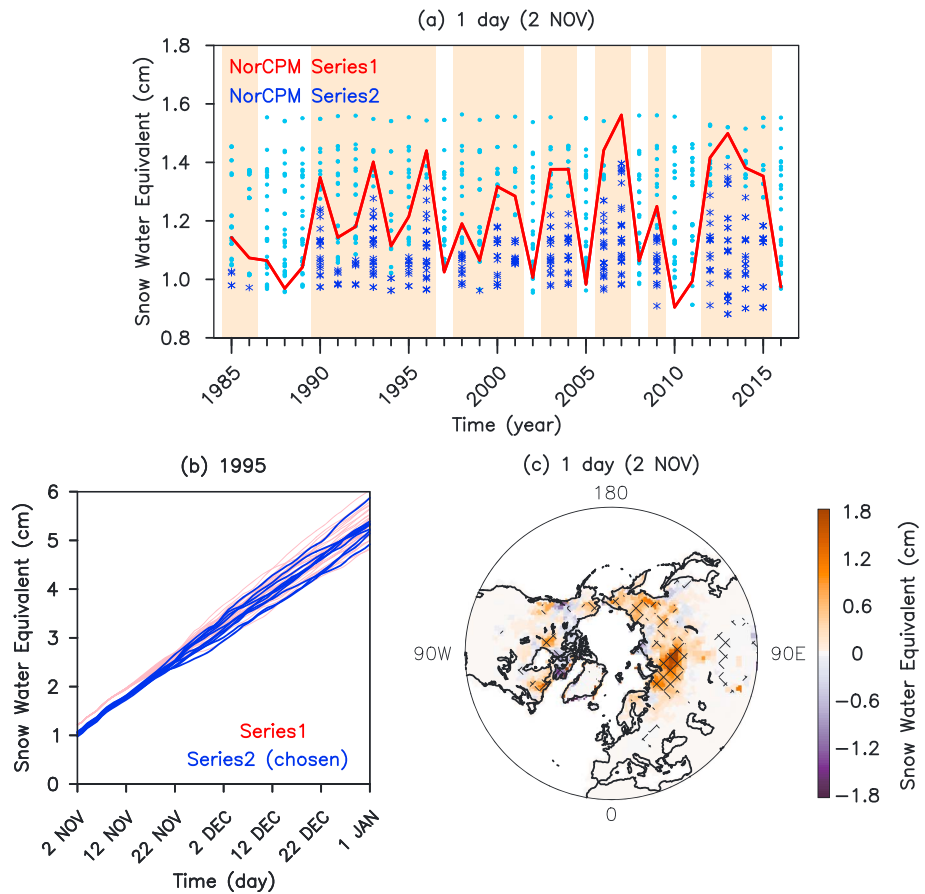 (a) 1 day (2 NOV)
Snow Water Equivalent (cm)
1.8
1.6
1.4
1.2
1.0
0.8
NorCPM Series1
NorCPM Series2
1985
1990
1995
2000
2005
2010
2015
Time (year)
(b) 1995
Snow Water Equivalent (cm)
6
5
4
3
2
1
0
Series1
Series2 (chosen)
2 NOV
12 NOV
22 NOV
2 DEC
12 DEC
22 DEC
1 JAN
Time (day)
(c) 1 day (2 NOV)
180
90W
90E
0
1.8
1.2
0.6
0
−0.6
−1.2
−1.8
Snow Water Equivalent (cm)